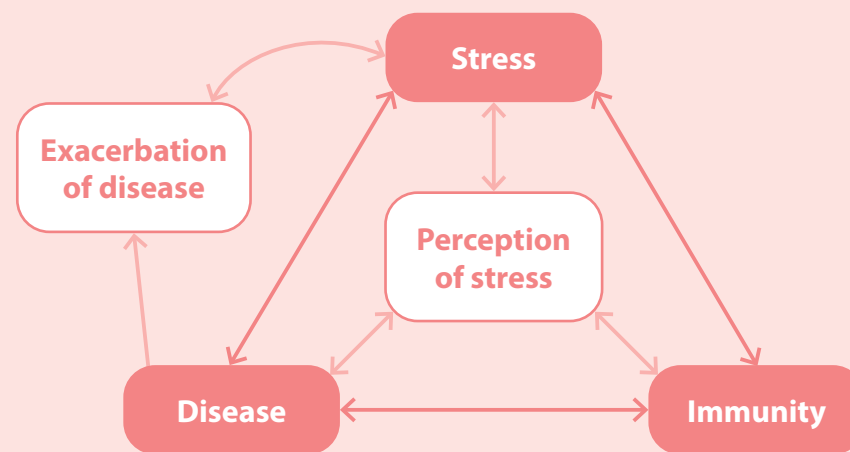 Stress
Exacerbation
of disease
Perception
of stress
Disease
Immunity